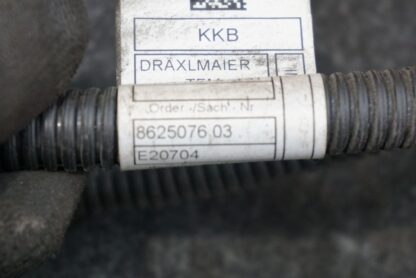 KKB
DRÄXLMAIER
Order-/Sach'-Nr
8625076.03
E20704